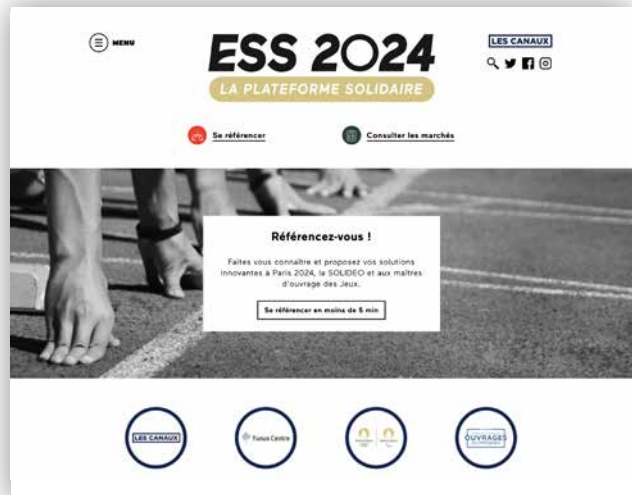 MENU
ESS 2024
LA PLATEFORME SOLIDAIRE
LES CANAUX
Se référencer
Consulter les marchés
Référencez-vous !
Faites vous connaître et proposez vos solutions
innovantes à Paris 2024, la SOLIDEO et aux maîtres
d'ouvrage des Jeux.
Se référencer en moins de 5 min
LES CANAUX
Yunus Centre
OUVRAGES